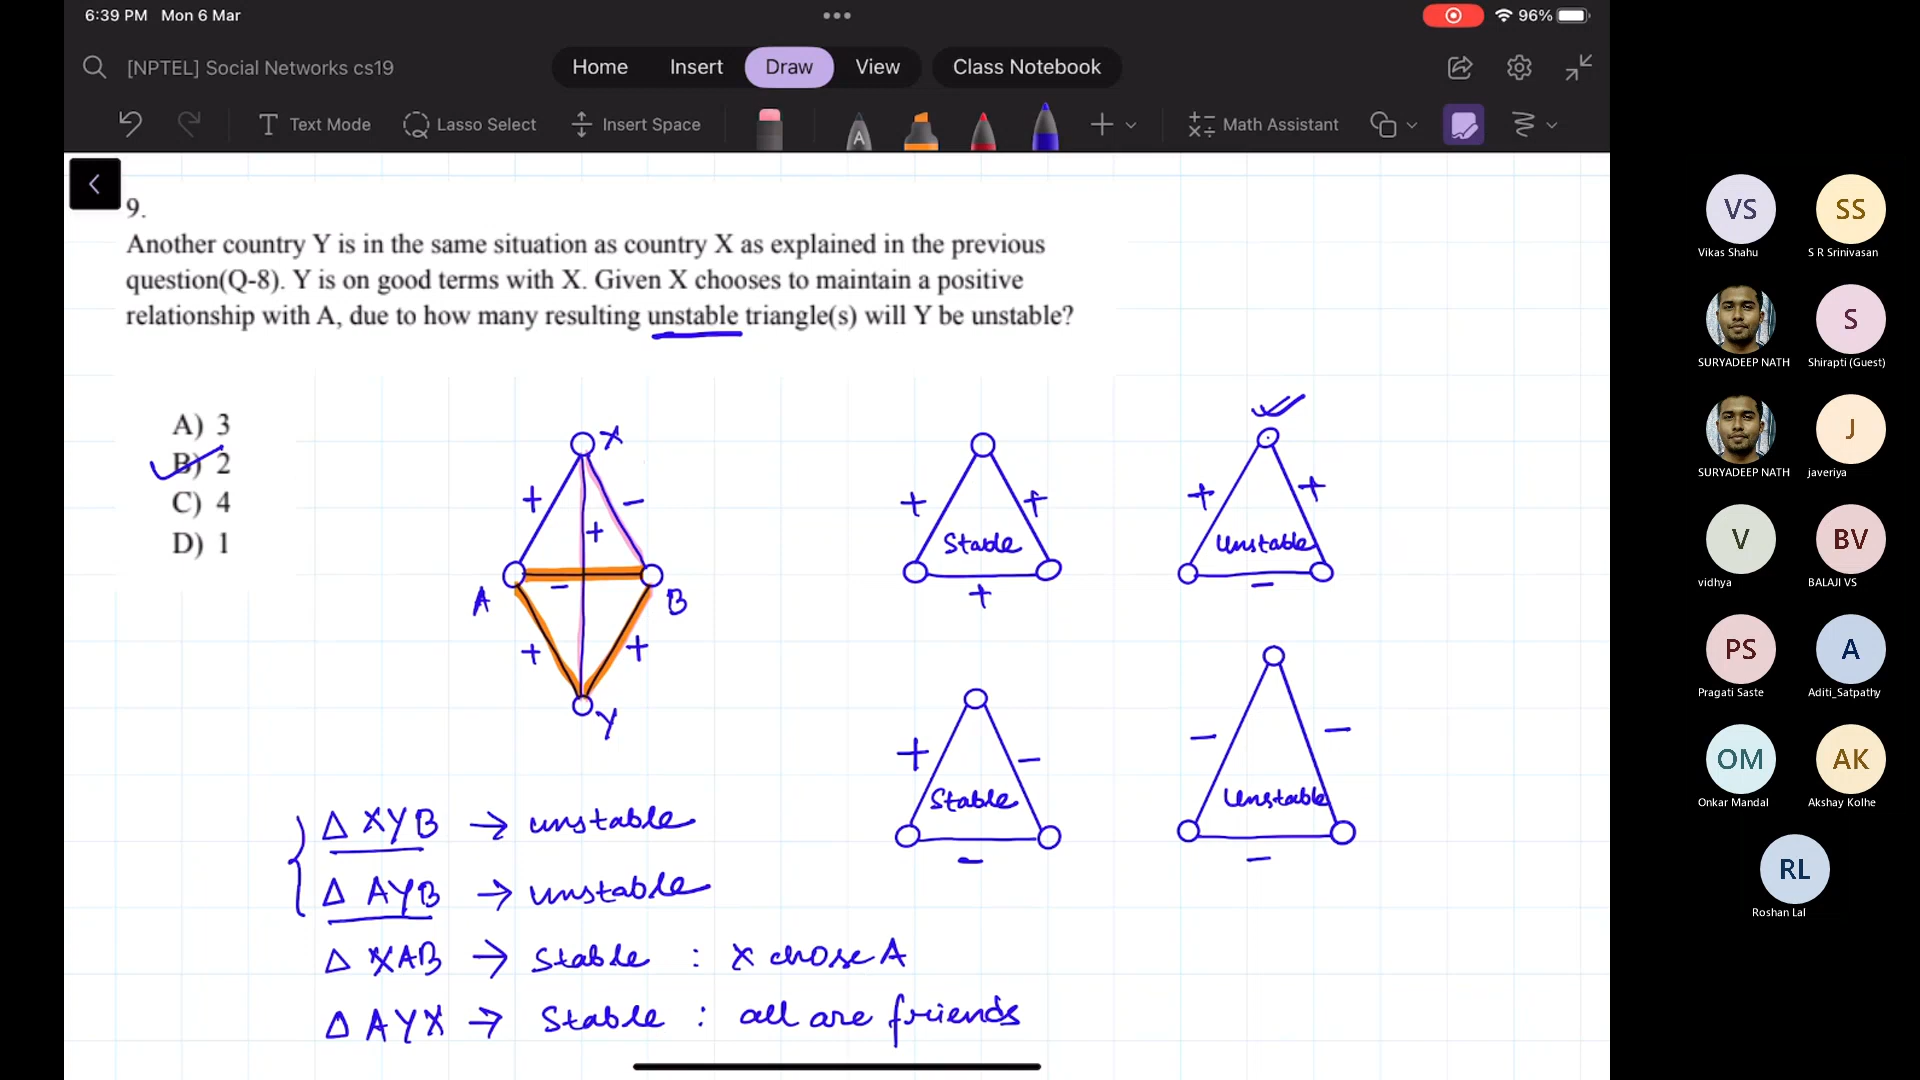 6:39 PM Mon 6 Mar
96%
[NPTEL] Social Networks cs19
Home Insert Draw View Class Notebook
Text Mode Lasso Select Insert Space A Math Assistant
9.
Another country Y is in the same situation as country X as explained in the previous
question(Q-8). Y is on good terms with X. Given X chooses to maintain a positive
relationship with A, due to how many resulting unstable triangle(s) will Y be unstable?
A) 3
B) 2
C) 4
D) 1
X
+ -
+
-
A B
+ +
Y
+ +
Stable
+
+ +
Unstable
-
+ -
Stable
-
- -
Unstable
-
Δ XYB → unstable
Δ AYB → unstable
Δ XAB → Stable : X chose A
Δ AYX → Stable : all are friends
VS SS
Vikas Shahu S R Srinivasan
S
SURYADEEP NATH Shirapti (Guest)
J
SURYADEEP NATH javeriya
V BV
vidhya BALAJI VS
PS A
Pragati Saste Aditi_Satpathy
OM AK
Onkar Mandal Akshay Kolhe
RL
Roshan Lal